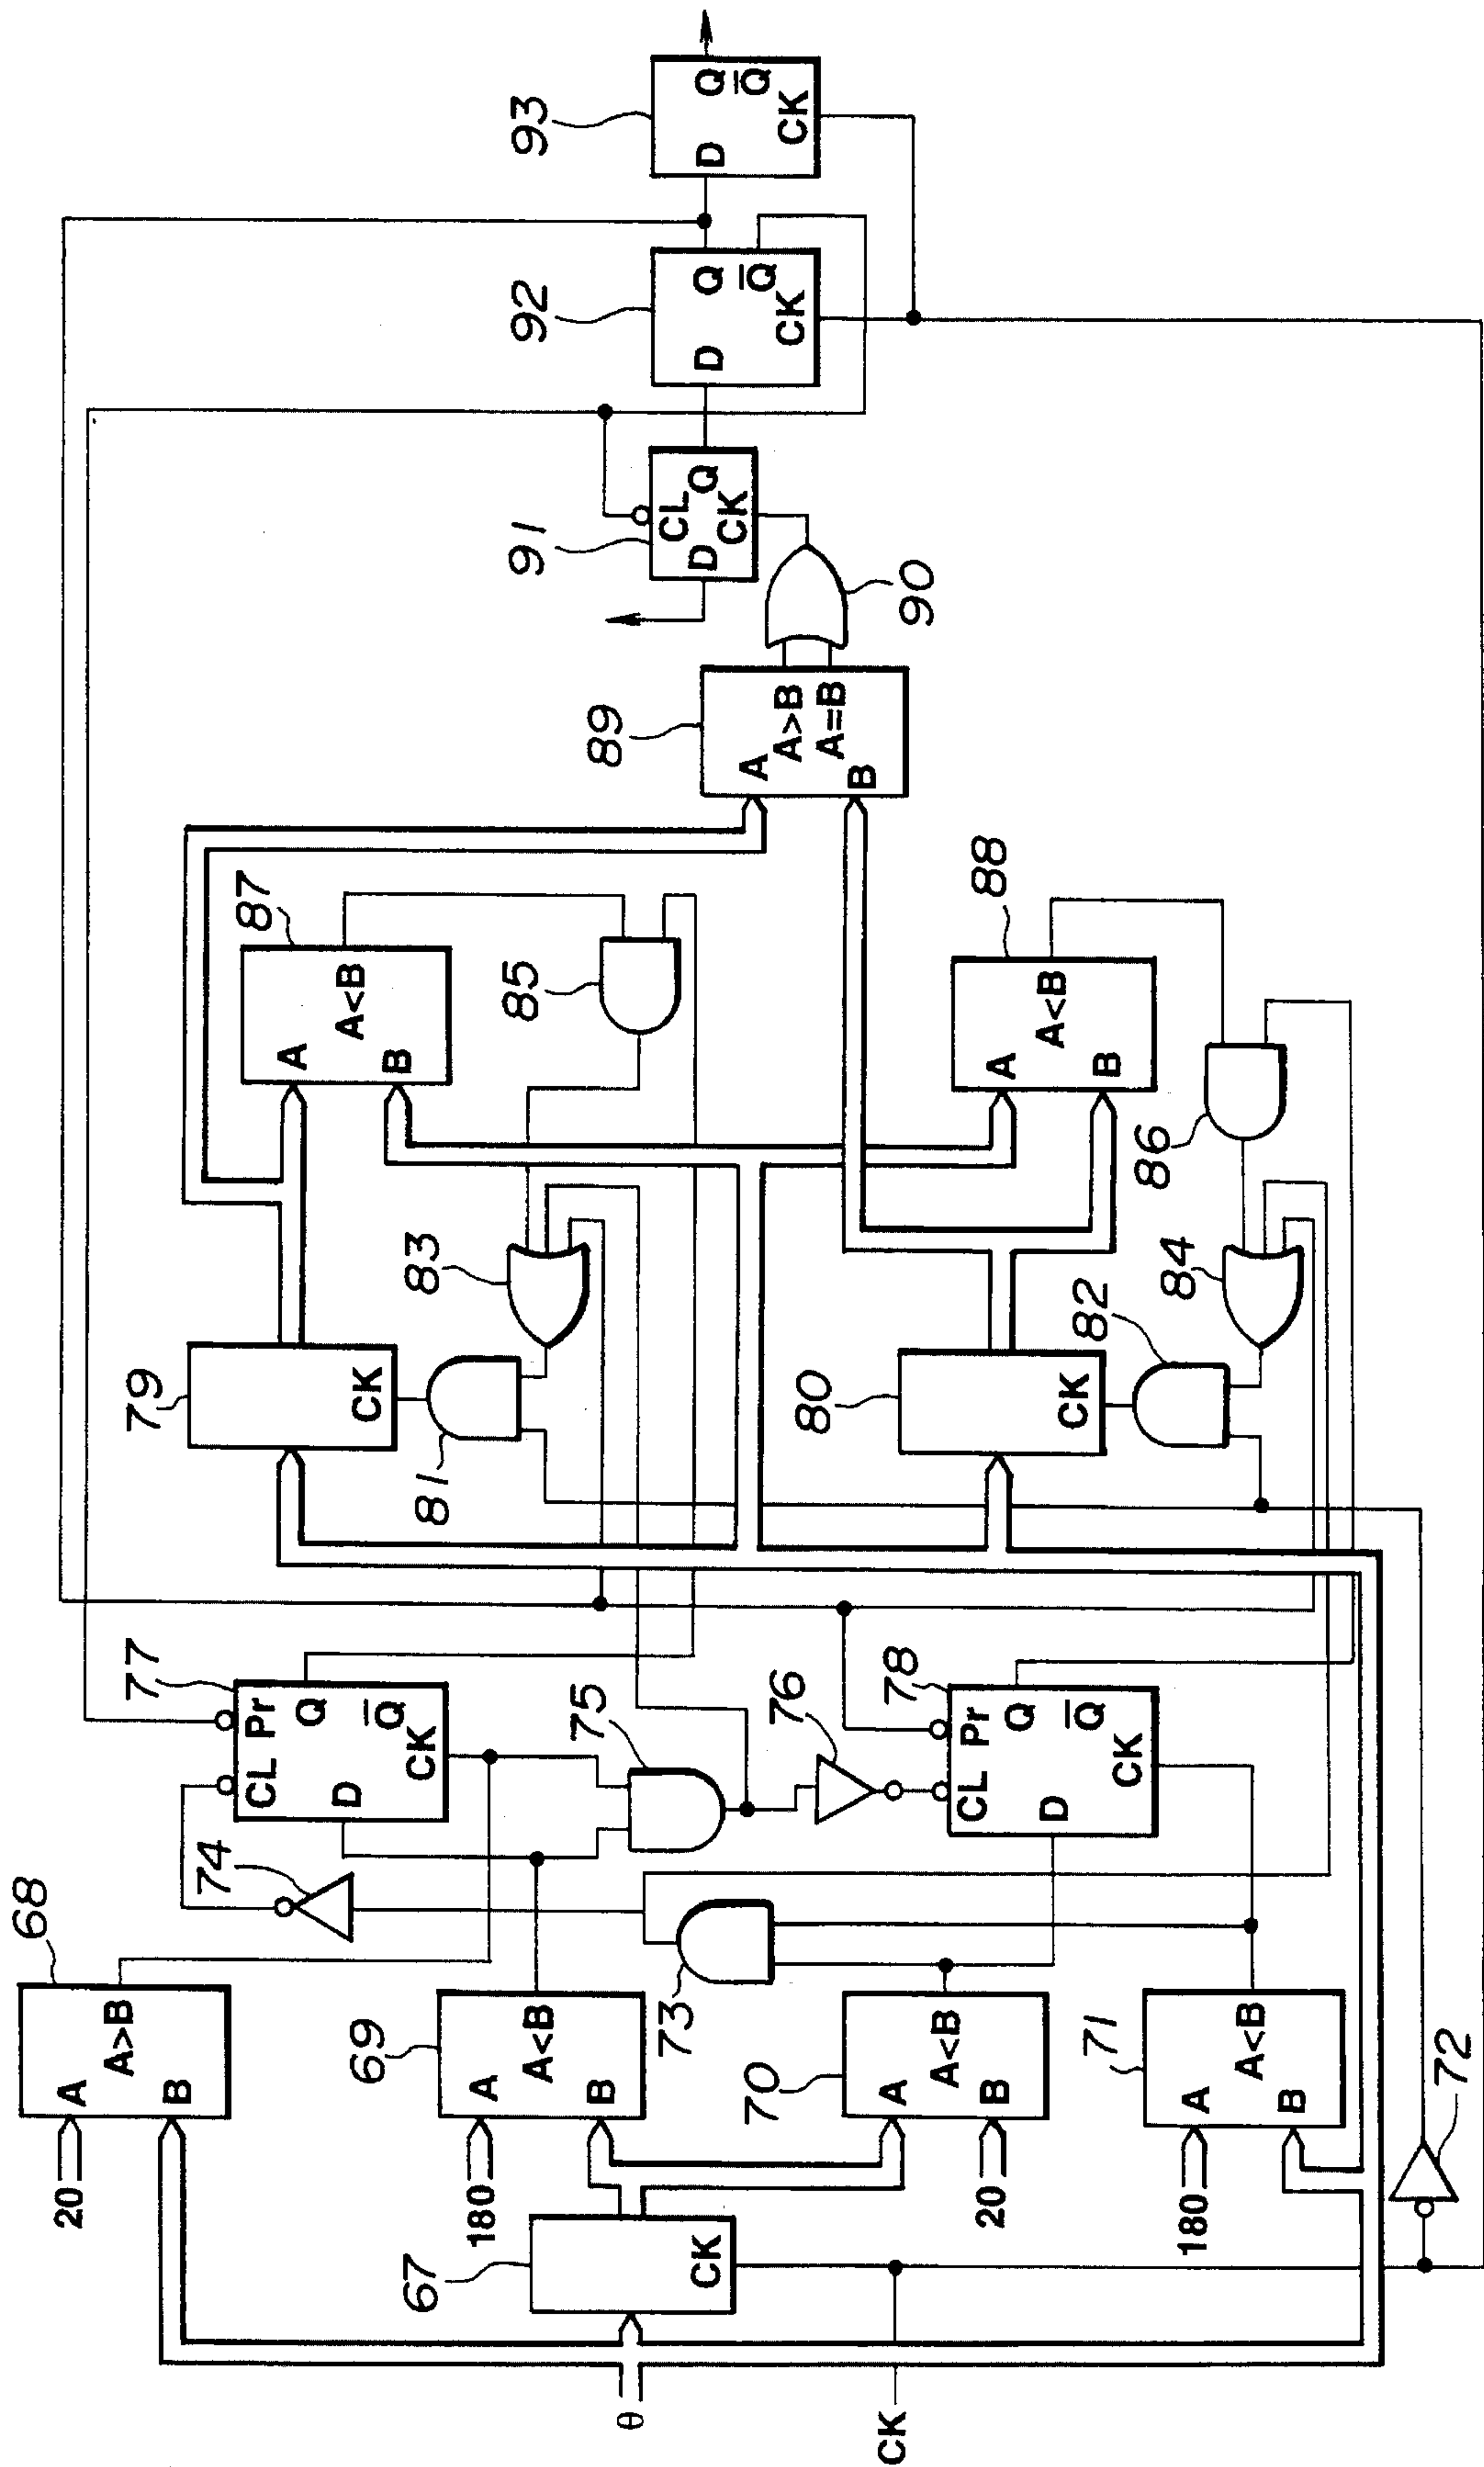 θ
CK
67
CK
20
68
A
A>B
B
180
69
A
A<B
B
70
A
A<B
20
B
71
180
A
A<B
B
72
73
74
75
76
77
CL Pr
D
Q
Q̅
CK
78
CL Pr
D
Q
Q̅
CK
79
CK
80
CK
81
82
83
84
85
86
87
A
A<B
B
88
A
A<B
B
89
A
A>B
A=B
B
90
91
CL
D Q
CK
92
D Q
Q̅
CK
93
D Q
Q̅
CK